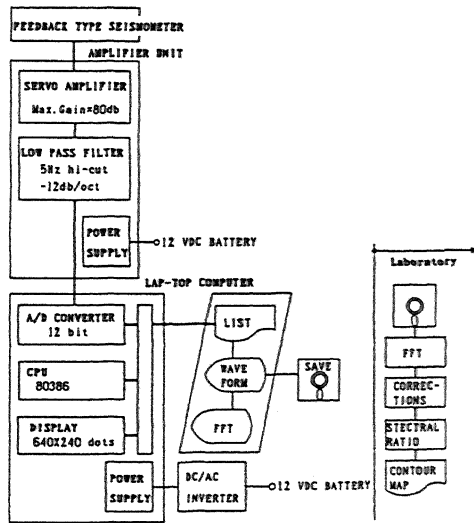 FEEDBACK TYPE SEISMOMETER
AMPLIFIER UNIT
SERVO AMPLIFIER
Max.Gain=80db
LOW PASS FILTER
5Hz hi-cut
-12db/oct
POWER
SUPPLY
12 VDC BATTERY
LAP-TOP COMPUTER
A/D CONVERTER
12 bit
CPU
80386
DISPLAY
640X240 dots
POWER
SUPPLY
DC/AC
INVERTER
12 VDC BATTERY
LIST
WAVE
FORM
FFT
SAVE
Laboratory
FFT
CORREC-
TIONS
STECTRAL
RATIO
CONTOUR
MAP